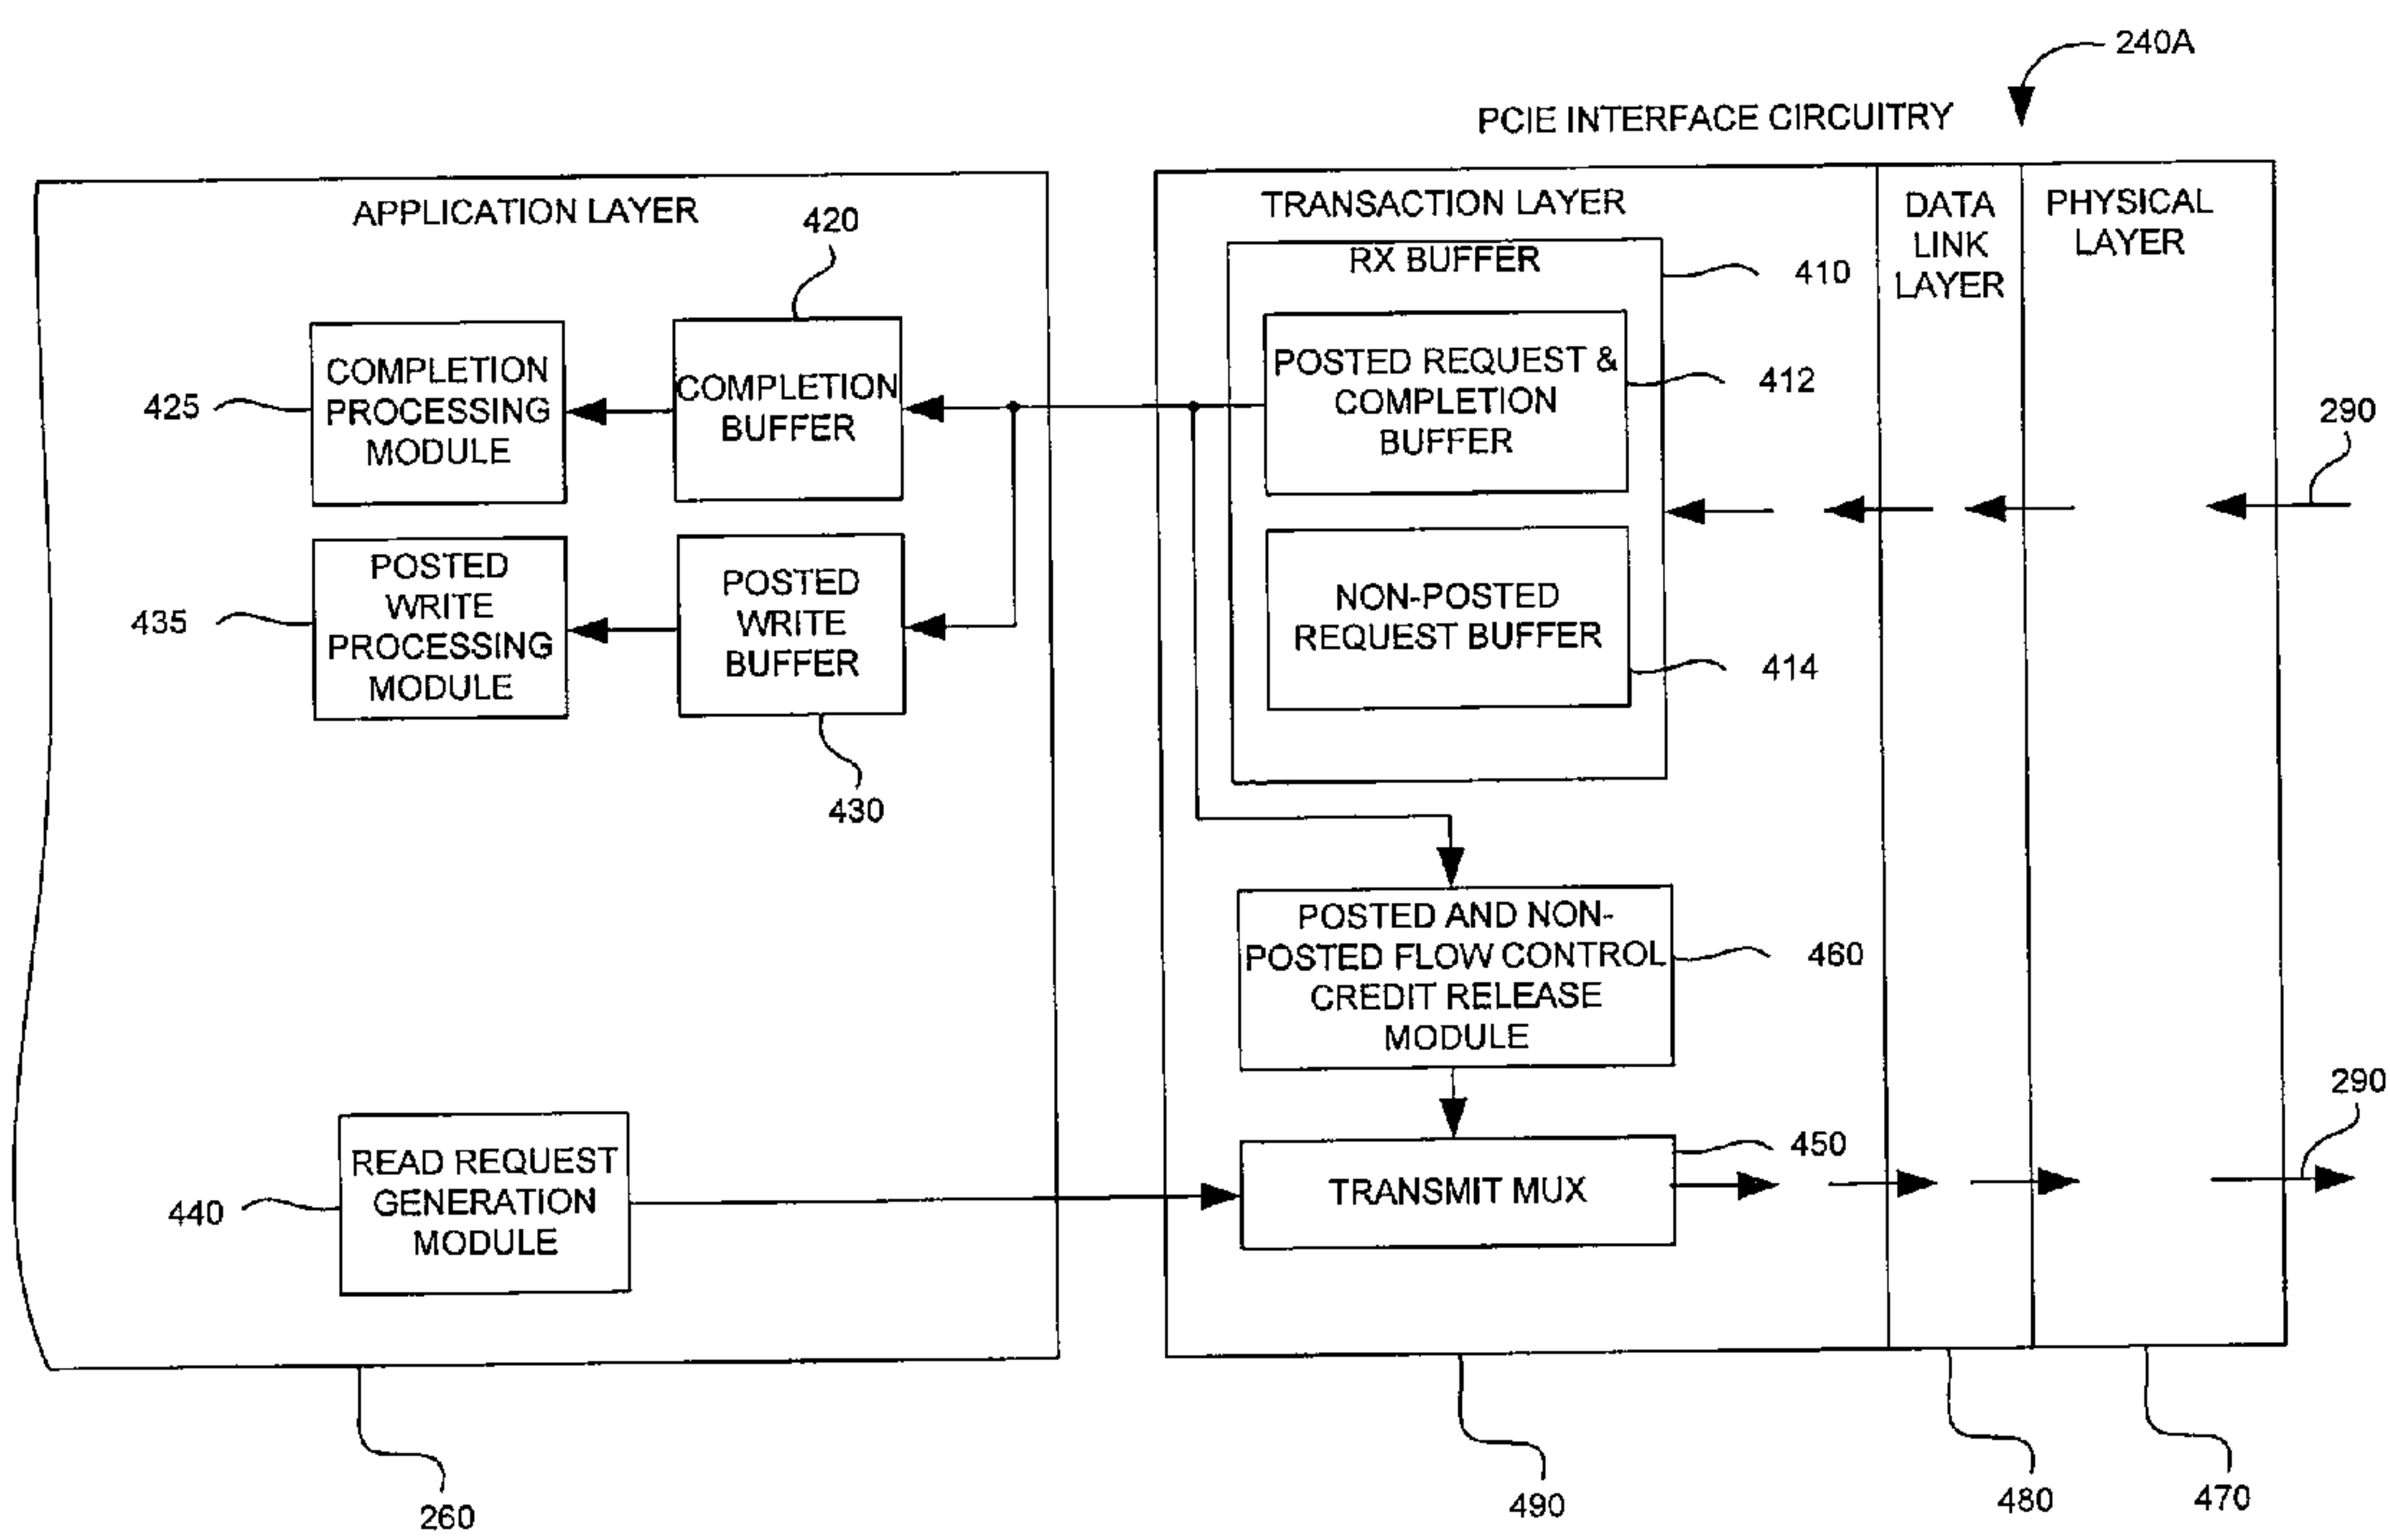 240A
PCIE INTERFACE CIRCUITRY
APPLICATION LAYER
420
COMPLETION
PROCESSING
MODULE
425
COMPLETION
BUFFER
POSTED
WRITE
PROCESSING
MODULE
435
POSTED
WRITE
BUFFER
430
READ REQUEST
GENERATION
MODULE
440
260
TRANSACTION LAYER
RX BUFFER
410
POSTED REQUEST &
COMPLETION
BUFFER
412
NON-POSTED
REQUEST BUFFER
414
POSTED AND NON-
POSTED FLOW CONTROL
CREDIT RELEASE
MODULE
460
TRANSMIT MUX
450
490
DATA
LINK
LAYER
480
PHYSICAL
LAYER
290
290
470